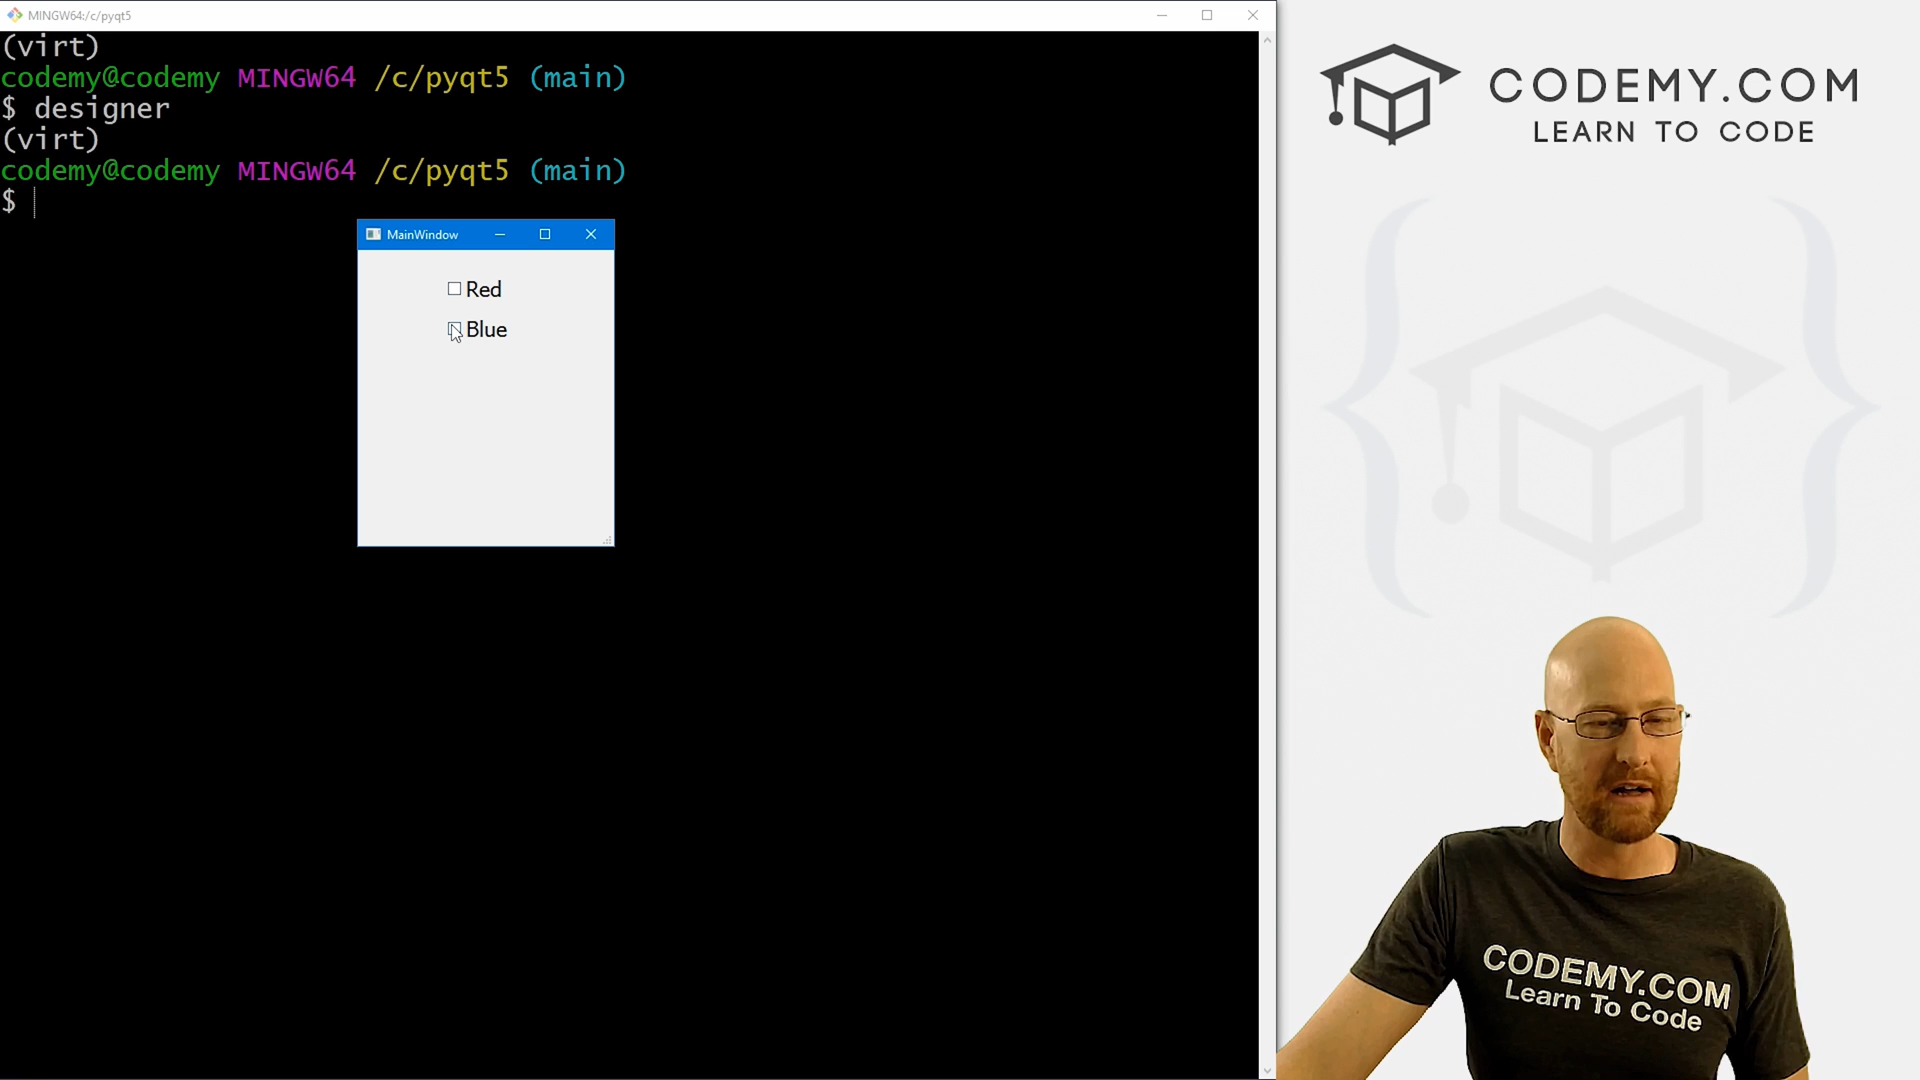 MINGW64:/c/pyqt5
(virt)
codemy@codemy MINGW64 /c/pyqt5 (main)
$ designer
(virt)
codemy@codemy MINGW64 /c/pyqt5 (main)
$
MainWindow
Red
Blue
CODEMY.COM
LEARN TO CODE
CODEMY.COM
Learn To Code